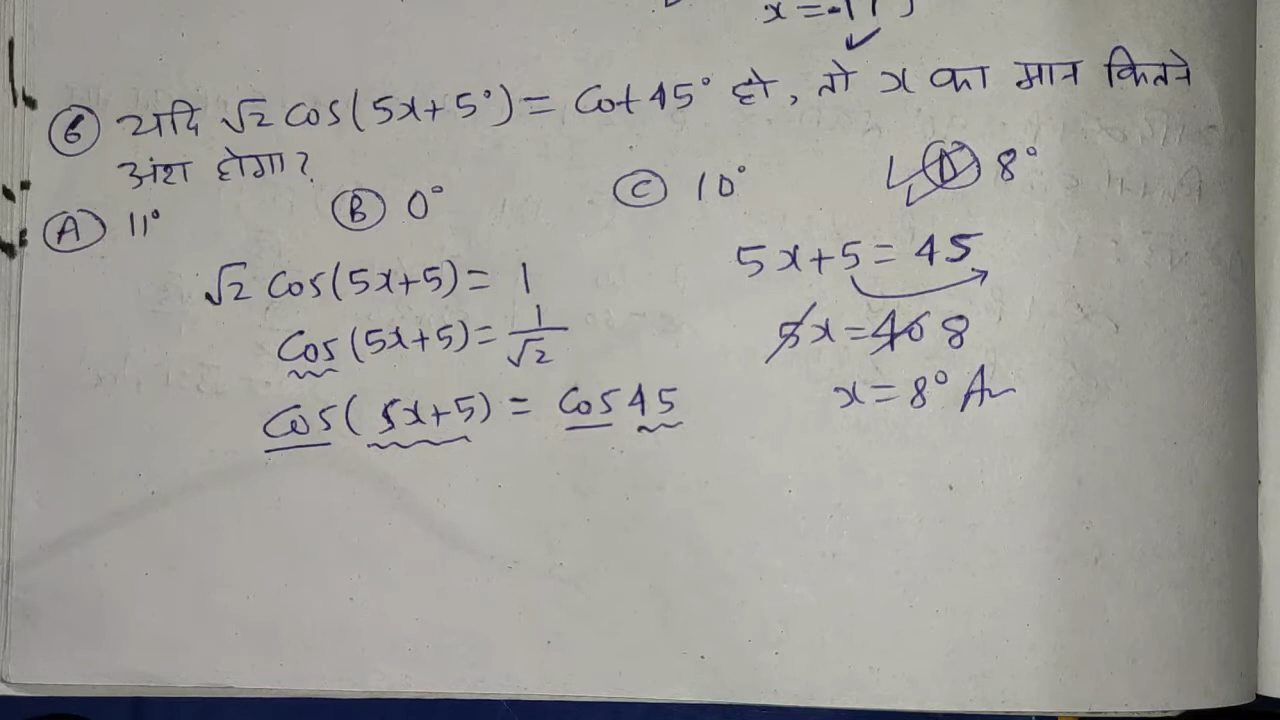 x =
⑥ यदि √2 cos(5x+5°) = Cot 45° हो, तो x का मान कितने
अंश होगा?
Ⓐ 11° Ⓑ 0° Ⓒ 10° Ⓓ 8°
√2 cos(5x+5) = 1
cos(5x+5) = 1/√2
cos(5x+5) = cos 45
5x+5 = 45
5x = 40 8
x = 8° An